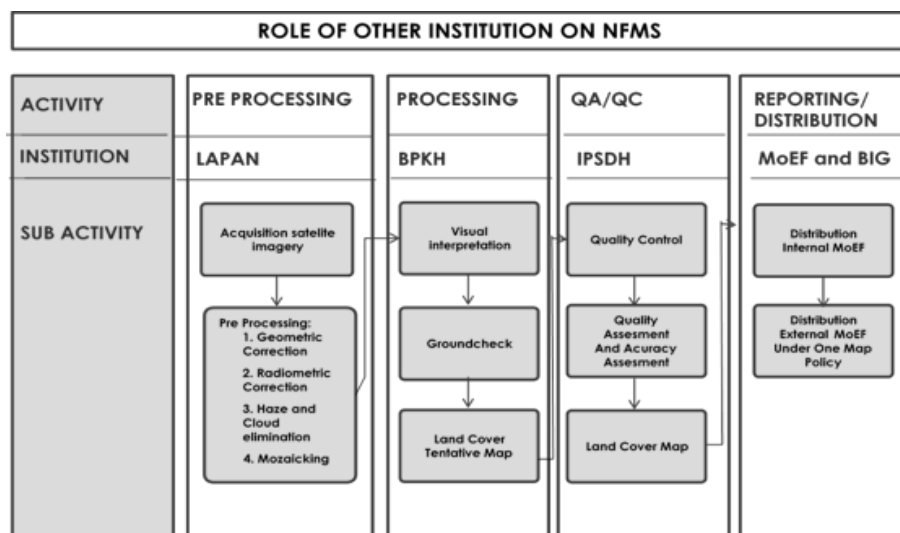 ROLE OF OTHER INSTITUTION ON NFMS
ACTIVITY
PRE PROCESSING
PROCESSING
QA/QC
REPORTING/
DISTRIBUTION
INSTITUTION
LAPAN
BPKH
IPSDH
MoEF and BIG
SUB ACTIVITY
Acquisition satelite
imagery
Pre Processing:
1. Geometric
Correction
2. Radiometric
Correction
3. Haze and
Cloud
elimination
4. Mozaicking
Visual
interpretation
Groundcheck
Land Cover
Tentative Map
Quality Control
Quality
Assesment
And Acuracy
Assesment
Land Cover Map
Distribution
Internal MoEF
Distribution
External MoEF
Under One Map
Policy